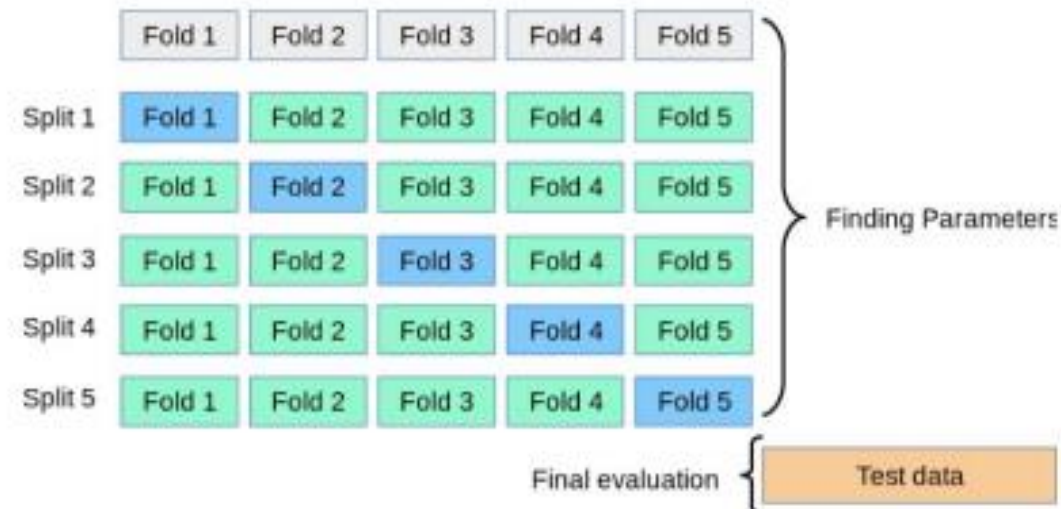 Fold 1 Fold 2 Fold 3 Fold 4 Fold 5
Split 1 Fold 1 Fold 2 Fold 3 Fold 4 Fold 5
Split 2 Fold 1 Fold 2 Fold 3 Fold 4 Fold 5
Finding Parameters
Split 3 Fold 1 Fold 2 Fold 3 Fold 4 Fold 5
Split 4 Fold 1 Fold 2 Fold 3 Fold 4 Fold 5
Split 5 Fold 1 Fold 2 Fold 3 Fold 4 Fold 5
Final evaluation Test data